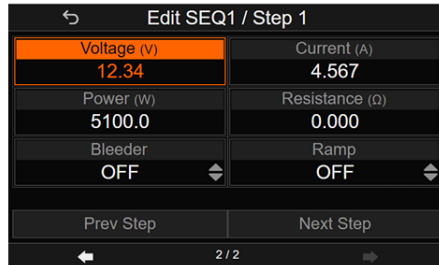 Edit SEQ1 / Step 1
Voltage (V)
Current (A)
12.34
4.567
Power (W)
Resistance (Ω)
5100.0
0.000
Bleeder
Ramp
OFF
OFF
Prev Step
Next Step
2/2